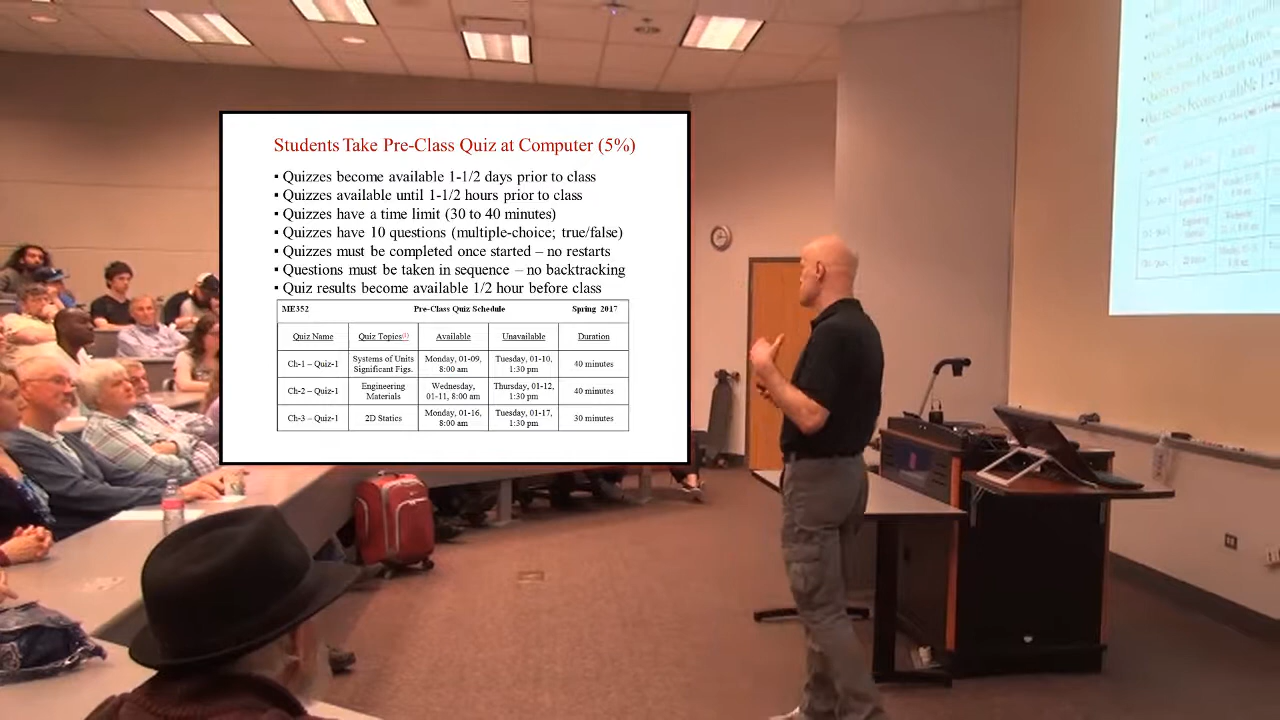 Students Take Pre-Class Quiz at Computer (5%)
▪ Quizzes become available 1-1/2 days prior to class
▪ Quizzes available until 1-1/2 hours prior to class
▪ Quizzes have a time limit (30 to 40 minutes)
▪ Quizzes have 10 questions (multiple-choice; true/false)
▪ Quizzes must be completed once started – no restarts
▪ Questions must be taken in sequence – no backtracking
▪ Quiz results become available 1/2 hour before class
ME352 Pre-Class Quiz Schedule Spring 2017
Quiz Name Quiz Topics(1) Available Unavailable Duration
Ch-1 – Quiz-1 Systems of Units Significant Figs. Monday, 01-09, 8:00 am Tuesday, 01-10, 1:30 pm 40 minutes
Ch-2 – Quiz-1 Engineering Materials Wednesday, 01-11, 8:00 am Thursday, 01-12, 1:30 pm 40 minutes
Ch-3 – Quiz-1 2D Statics Monday, 01-16, 8:00 am Tuesday, 01-17, 1:30 pm 30 minutes